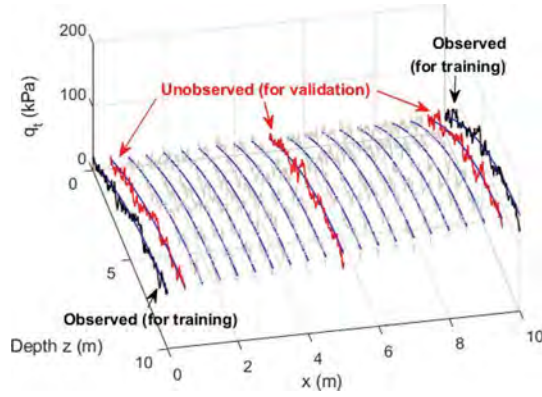 200
Observed
(for training)
Unobserved (for validation)
100
q_t (kPa)
0
0
5
Observed (for training)
Depth z (m)
10
0
2
4
6
8
10
x (m)